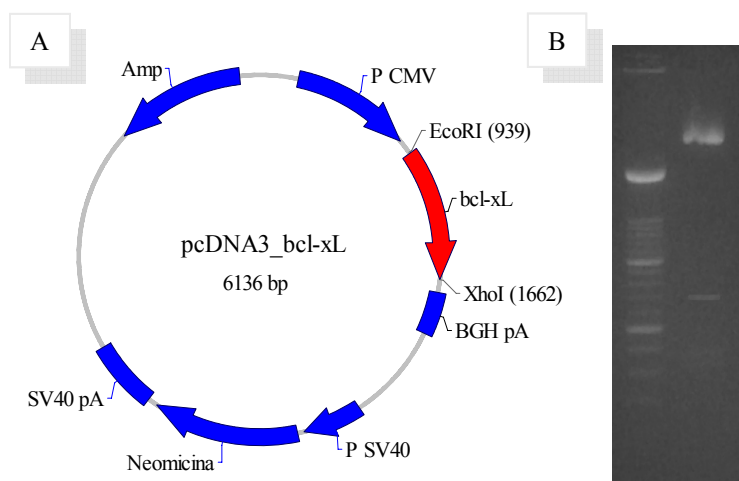 A
B
Amp
P CMV
EcoRI (939)
bcl-xL
pcDNA3_bcl-xL
6136 bp
XhoI (1662)
BGH pA
SV40 pA
P SV40
Neomicina